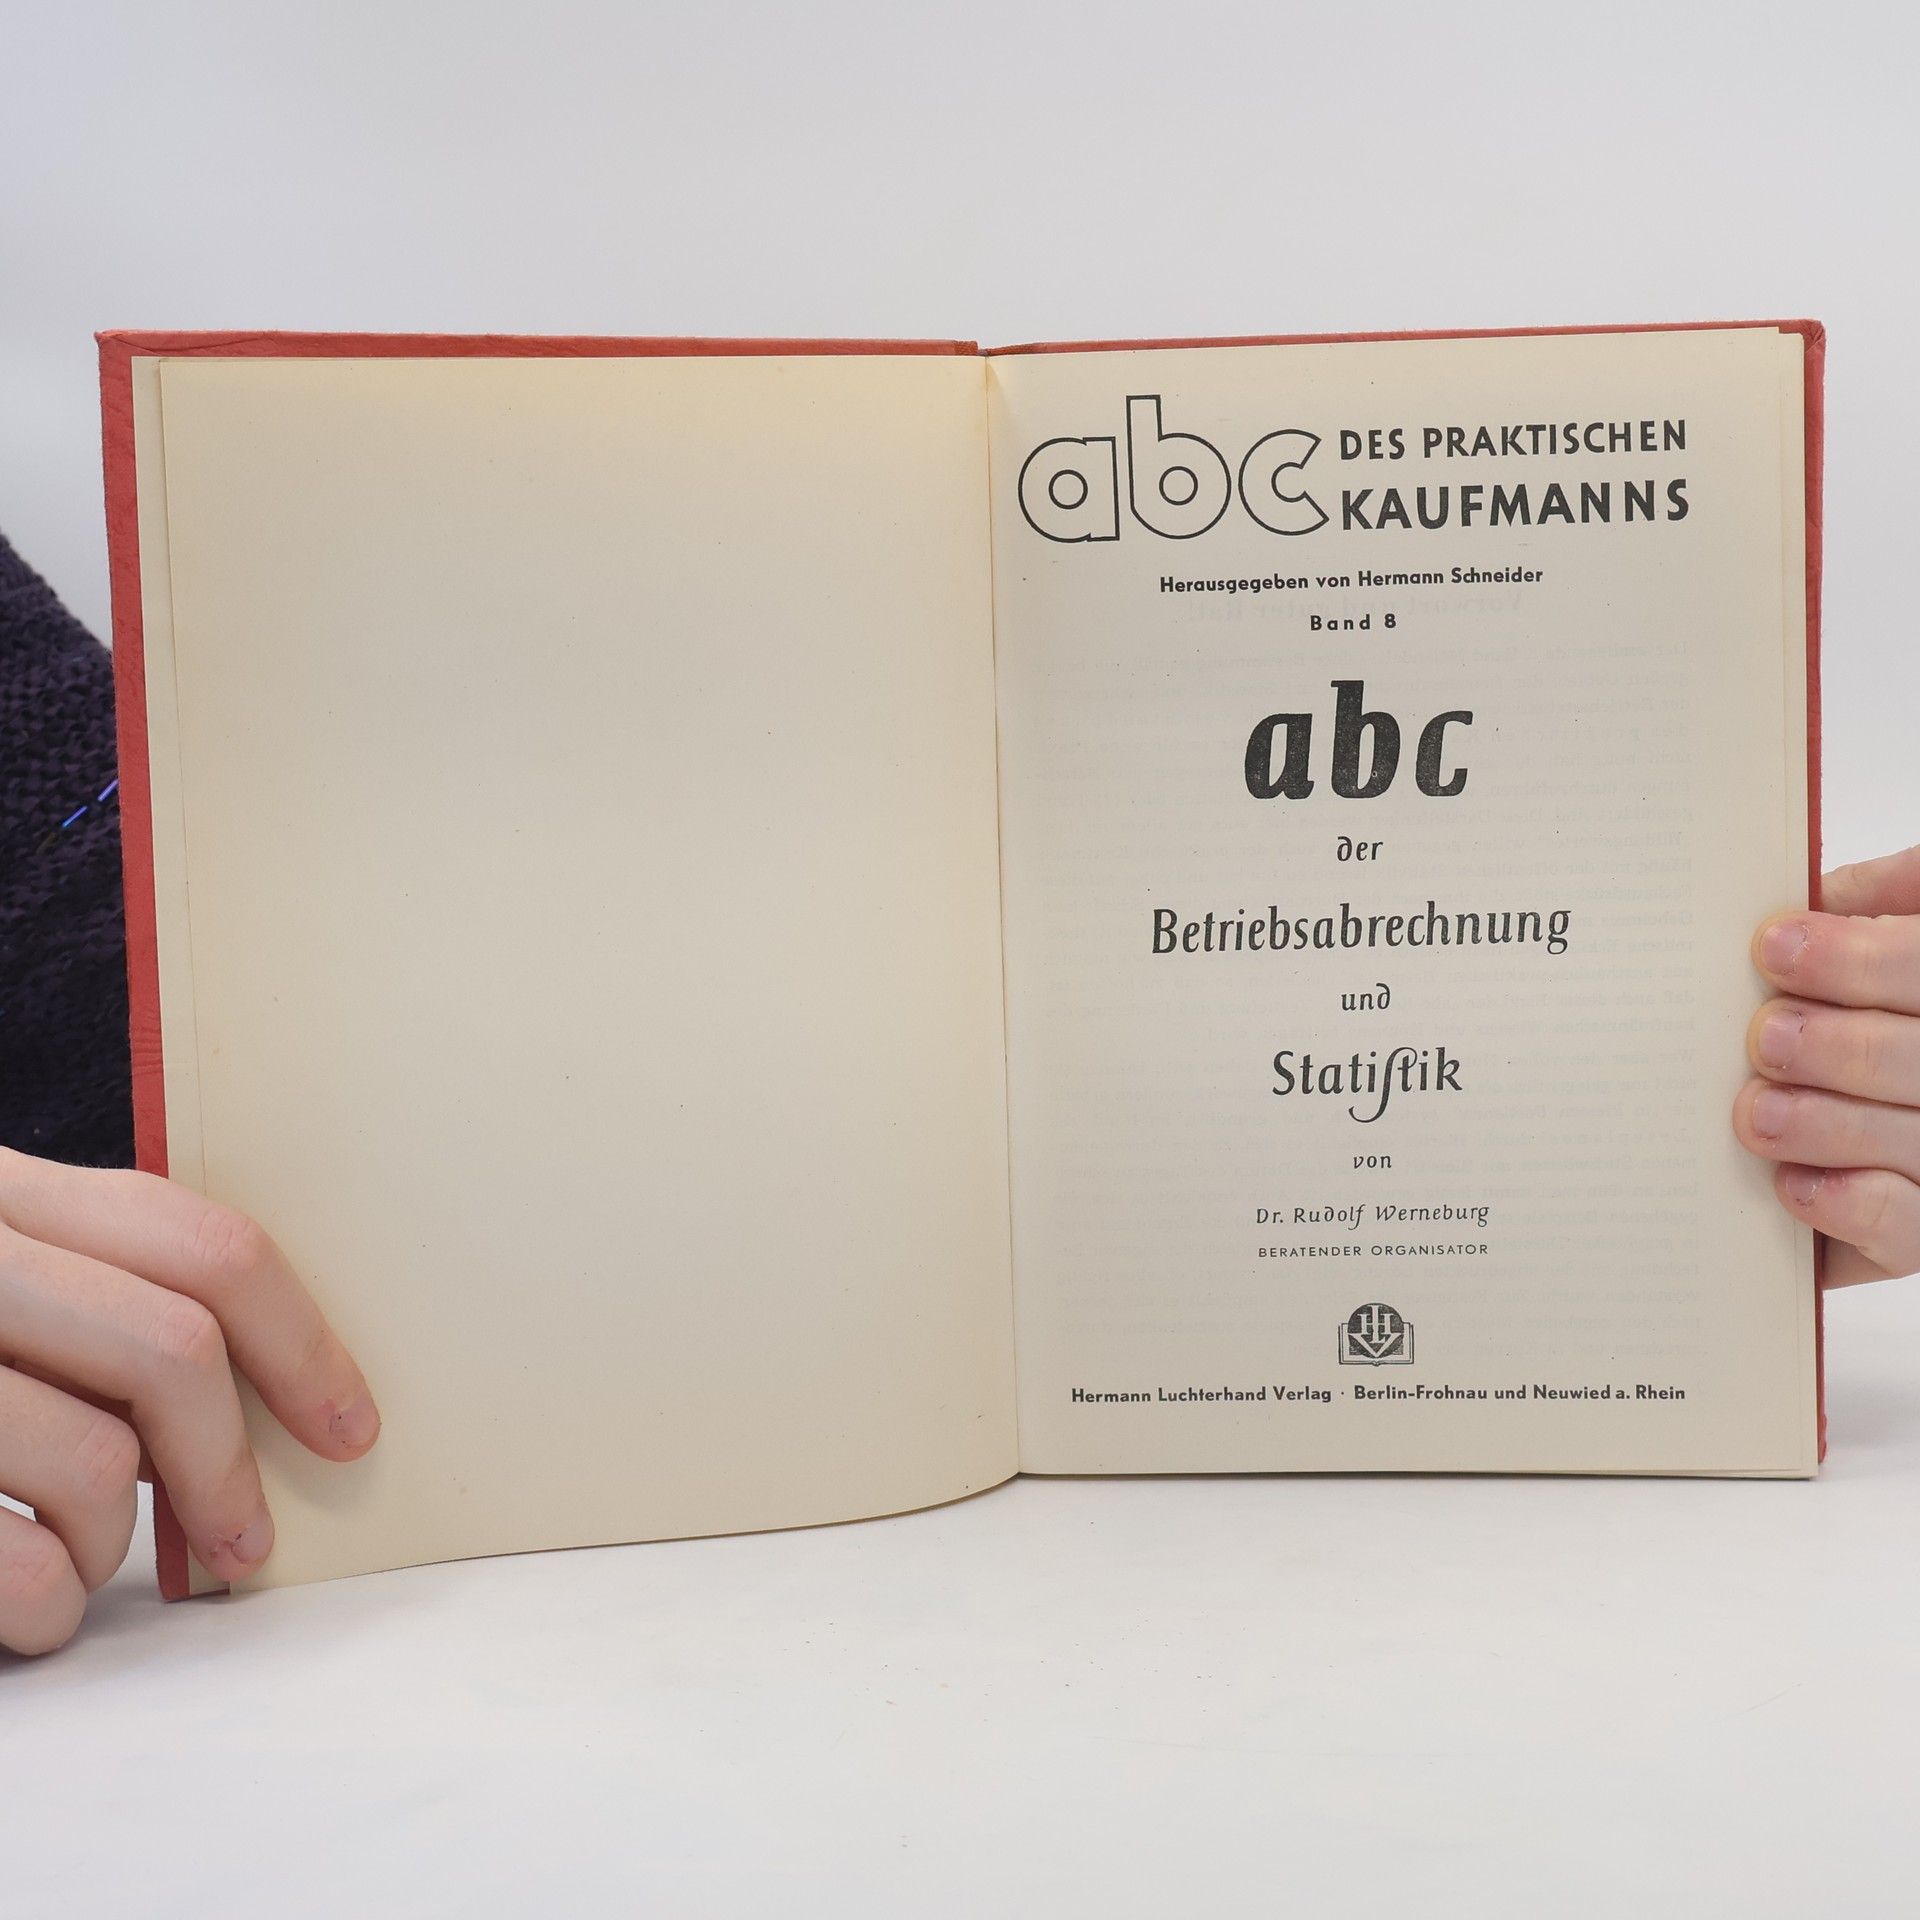 abc DES PRAKTISCHEN
KAUFMANNS
Herausgegeben von Hermann Schneider
Band 8
abc
der
Betriebsabrechnung
und
Statiſtik
von
Dr. Rudolf Werneburg
BERATENDER ORGANISATOR
HLV
Hermann Luchterhand Verlag · Berlin-Frohnau und Neuwied a. Rhein